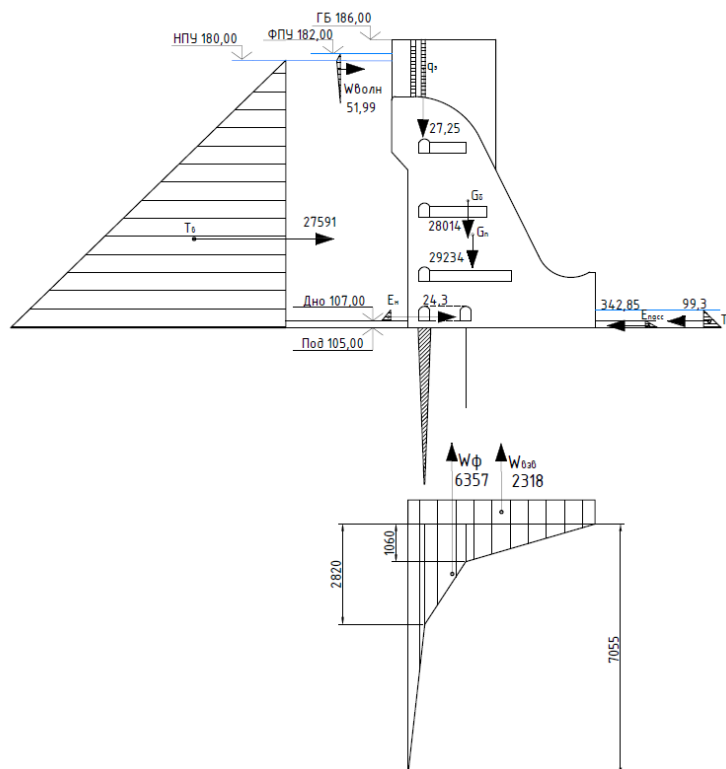 ГБ 186,00
ФПУ 182,00
НПУ 180,00
qэ
Wволн
51,99
27,25
Gб
27591
28014
Tб
Gп
29234
Дно 107,00
Eн
24,3
342,85
99,3
Eпасс
T
Под 105,00
Wф
Wвзв
6357
2318
1060
2820
7055